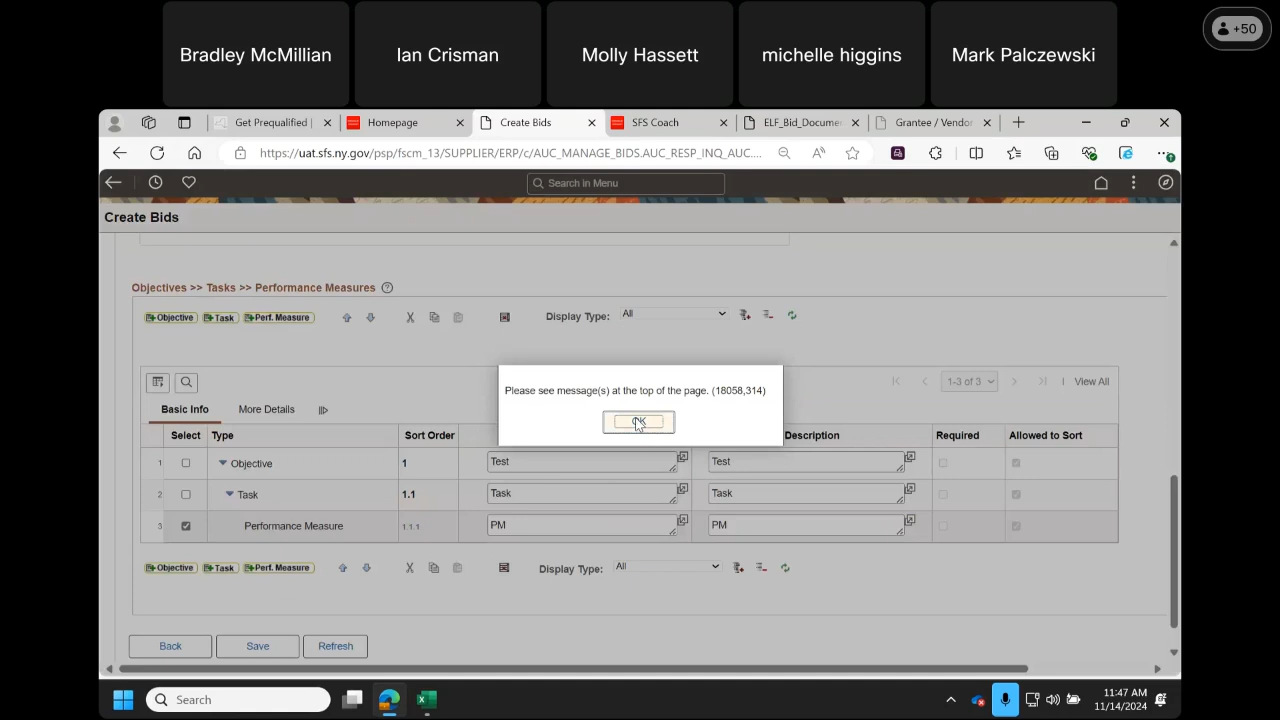 Bradley McMillian
Ian Crisman
Molly Hassett
michelle higgins
Mark Palczewski
+50
Get Prequalified |
Homepage
Create Bids
SFS Coach
ELF_Bid_Docume
Grantee / Vendor
https://uat.sfs.ny.gov/psp/fscm_13/SUPPLIER/ERP/c/AUC_MANAGE_BIDS.AUC_RESP_INQ_AUC....
Search in Menu
Create Bids
Objectives >> Tasks >> Performance Measures
Objective Task Perf. Measure Display Type: All
Please see message(s) at the top of the page. (18058,314)
OK
1-3 of 3 View All
Basic Info More Details
Select Type Sort Order Description Required Allowed to Sort
1 Objective 1 Test Test
2 Task 1.1 Task Task
3 Performance Measure 1.1.1 PM PM
Objective Task Perf. Measure Display Type: All
Back Save Refresh
Search
11:47 AM
11/14/2024